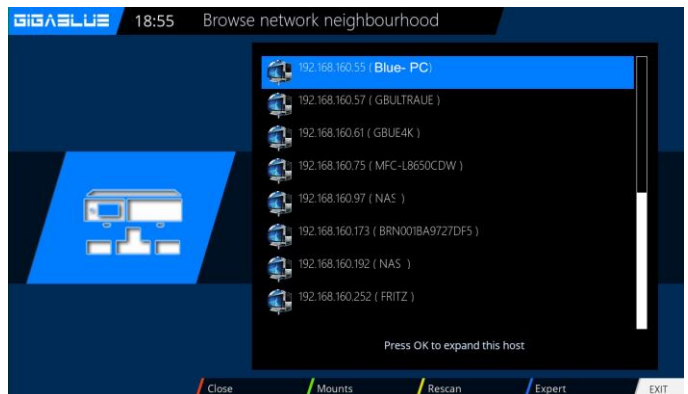 GIGABLUE 18:55 Browse network neighbourhood
192.168.160.55 ( Blue- PC)
192.168.160.57 ( GBULTRAUE )
192.168.160.61 ( GBUE4K )
192.168.160.75 ( MFC-L8650CDW )
192.168.160.97 ( NAS )
192.168.160.173 ( BRN001BA9727DF5 )
192.168.160.192 ( NAS )
192.168.160.252 ( FRITZ )
Press OK to expand this host
Close Mounts Rescan Expert EXIT